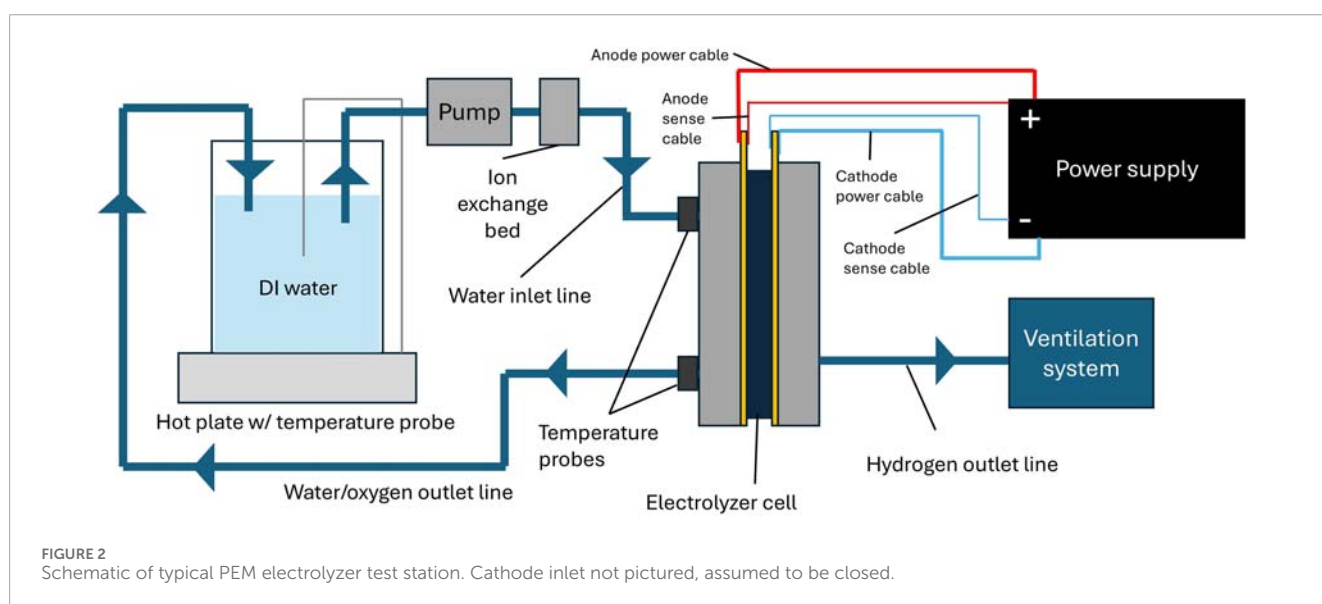 Anode power cable
Anode
sense
cable
Pump
+
Power supply
Ion
exchange
bed
Cathode
power cable
-
Cathode
sense cable
DI water
Water inlet line
Ventilation
system
Hot plate w/ temperature probe
Temperature
probes
Hydrogen outlet line
Water/oxygen outlet line
Electrolyzer cell
FIGURE 2
Schematic of typical PEM electrolyzer test station. Cathode inlet not pictured, assumed to be closed.